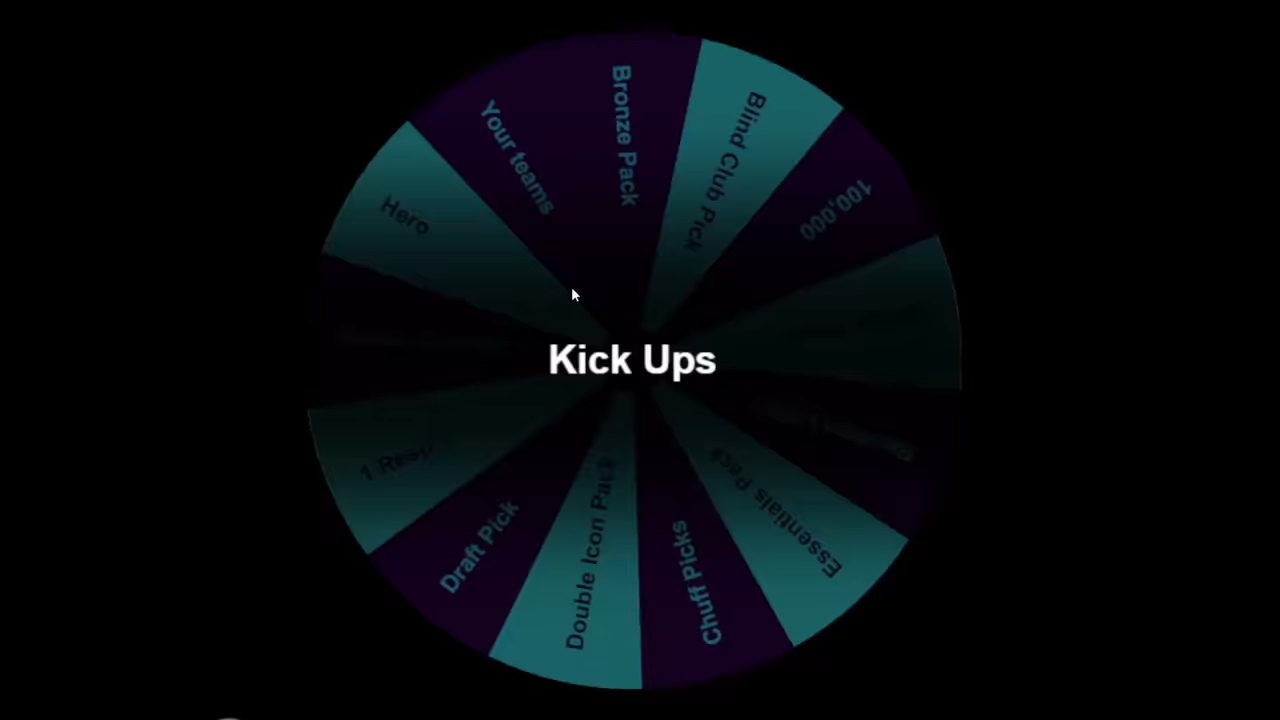 Bronze Pack
Blind Club Pick
100,000
Essentials Pack
Chuff Picks
Double Icon Pack
Draft Pick
Hero
Your teams
Kick Ups